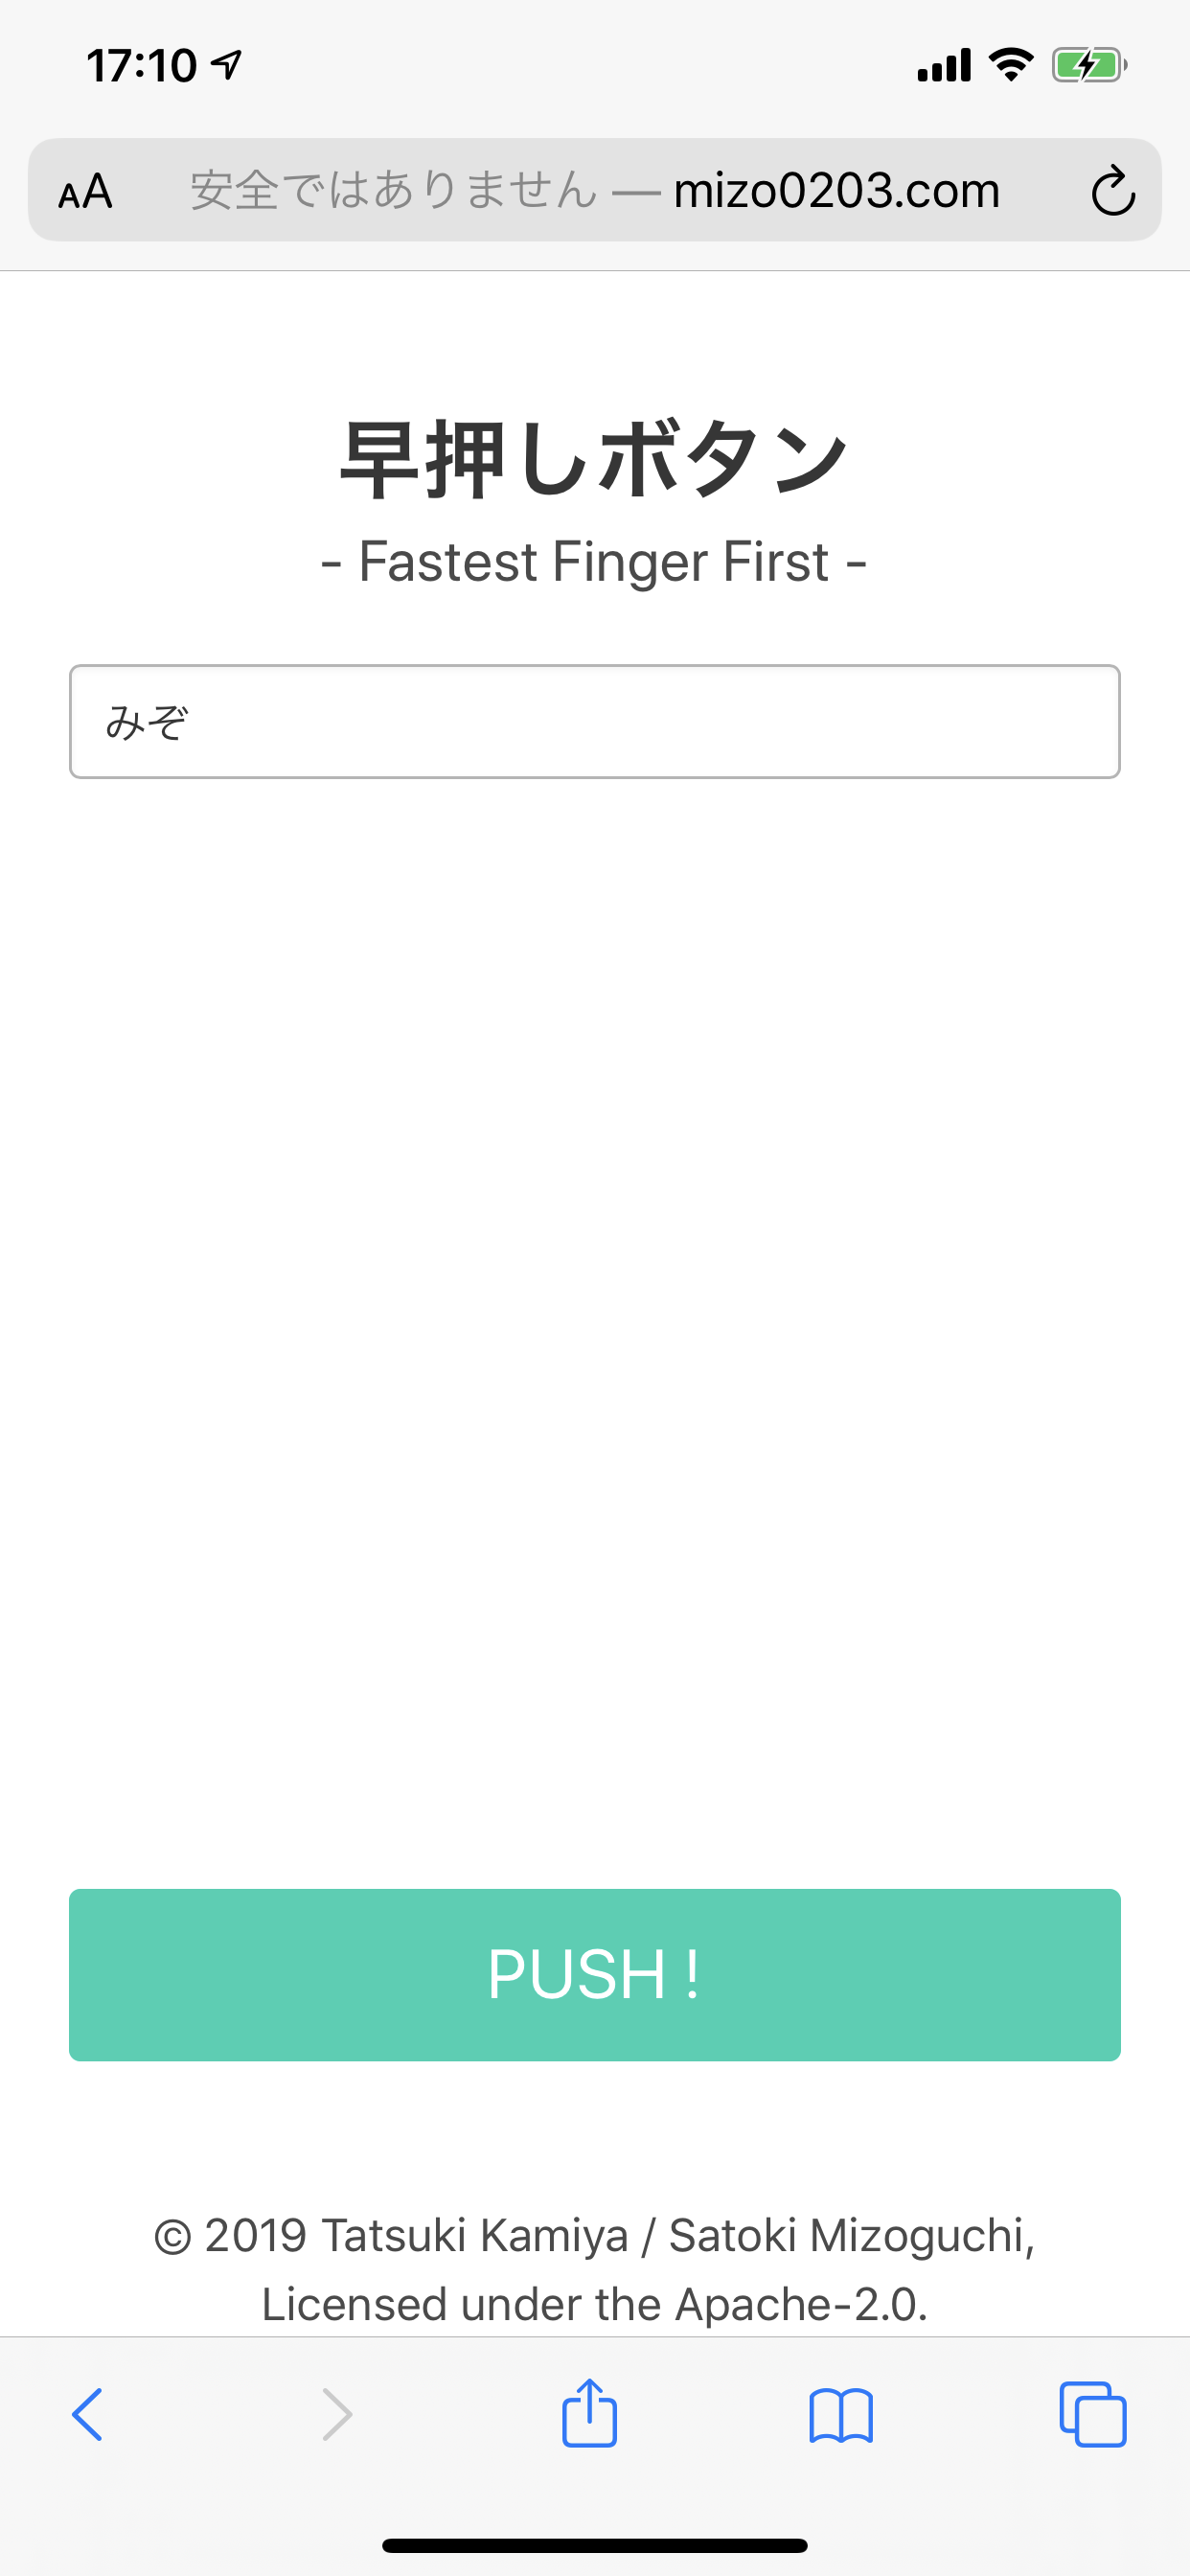 17:10
AA 安全ではありません — mizo0203.com
早押しボタン
- Fastest Finger First -
みぞ
PUSH !
© 2019 Tatsuki Kamiya / Satoki Mizoguchi,
Licensed under the Apache-2.0.